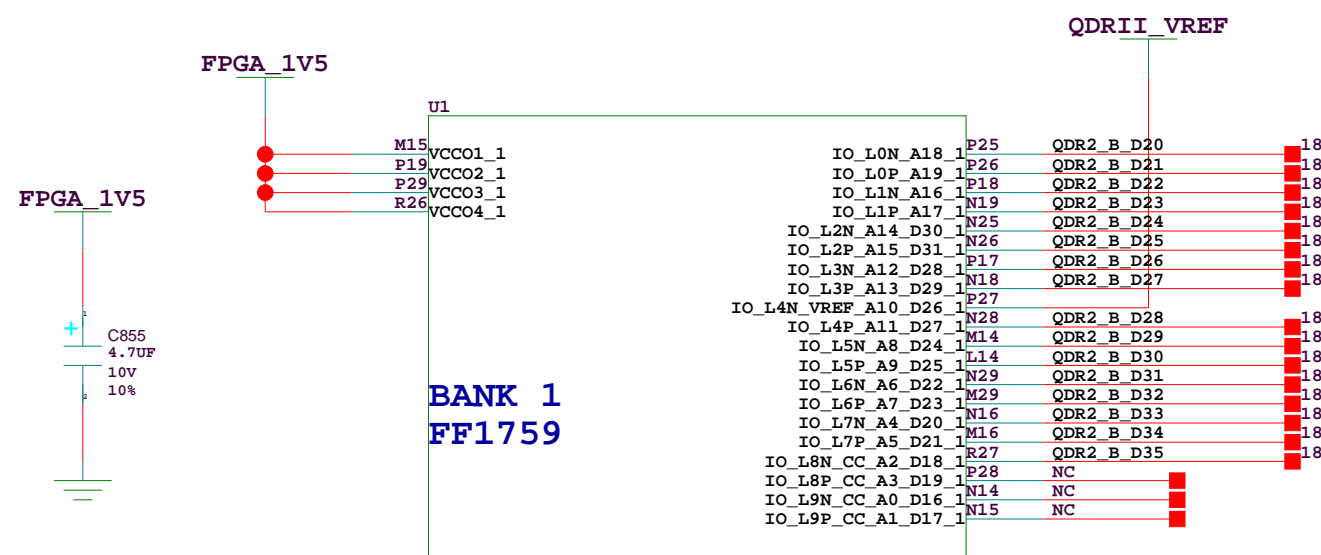 QDRII_VREF
FPGA_1V5
U1
M15 VCCO1_1
P19 VCCO2_1
P29 VCCO3_1
R26 VCCO4_1
IO_L0N_A18_1 P25 QDR2_B_D20 18
IO_L0P_A19_1 P26 QDR2_B_D21 18
IO_L1N_A16_1 P18 QDR2_B_D22 18
IO_L1P_A17_1 N19 QDR2_B_D23 18
IO_L2N_A14_D30_1 N25 QDR2_B_D24 18
IO_L2P_A15_D31_1 N26 QDR2_B_D25 18
IO_L3N_A12_D28_1 P17 QDR2_B_D26 18
IO_L3P_A13_D29_1 N18 QDR2_B_D27 18
IO_L4N_VREF_A10_D26_1 P27
IO_L4P_A11_D27_1 N28 QDR2_B_D28 18
IO_L5N_A8_D24_1 M14 QDR2_B_D29 18
IO_L5P_A9_D25_1 L14 QDR2_B_D30 18
IO_L6N_A6_D22_1 N29 QDR2_B_D31 18
IO_L6P_A7_D23_1 M29 QDR2_B_D32 18
IO_L7N_A4_D20_1 N16 QDR2_B_D33 18
IO_L7P_A5_D21_1 M16 QDR2_B_D34 18
IO_L8N_CC_A2_D18_1 R27 QDR2_B_D35 18
IO_L8P_CC_A3_D19_1 P28 NC
IO_L9N_CC_A0_D16_1 N14 NC
IO_L9P_CC_A1_D17_1 N15 NC
FPGA_1V5
1
+
C855
4.7UF
10V
10%
2
BANK 1
FF1759